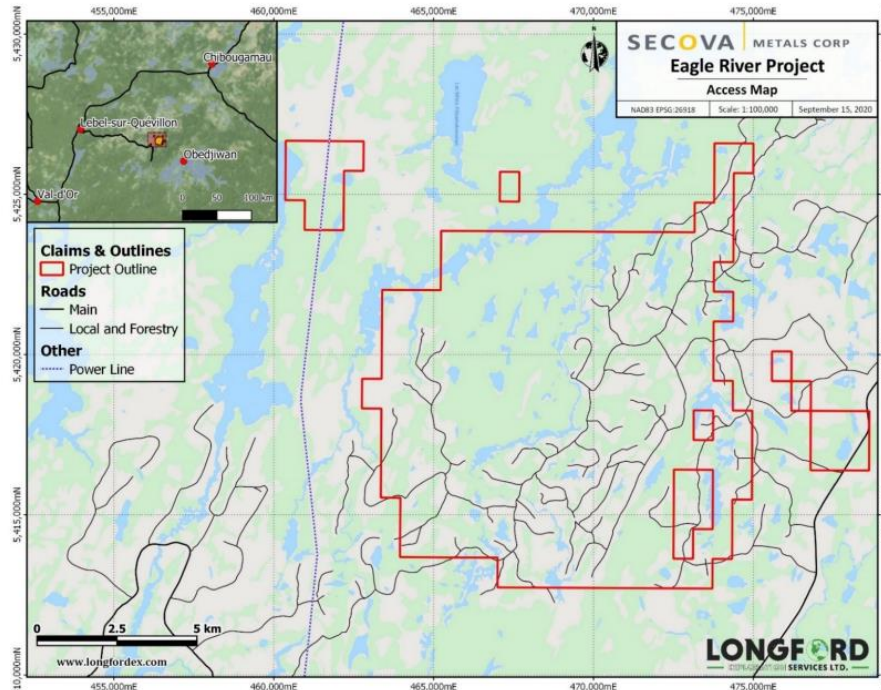 455,000mE 460,000mE 465,000mE 470,000mE 475,000mE
5,430,000mN
5,425,000mN
5,420,000mN
5,415,000mN
10,000mN
SECOVA METALS CORP
Eagle River Project
Access Map
NAD83 EPSG:26918 Scale: 1:100,000 September 15, 2020
N
Chibougamau
Lebel-sur-Quévillon
Obedjiwan
Val-d'Or
0 50 100 km
Claims & Outlines
Project Outline
Roads
Main
Local and Forestry
Other
Power Line
0 2.5 5 km
www.longfordex.com
LONGFORD
EXPLORATION SERVICES LTD.
455,000mE 460,000mE 465,000mE 470,000mE 475,000mE